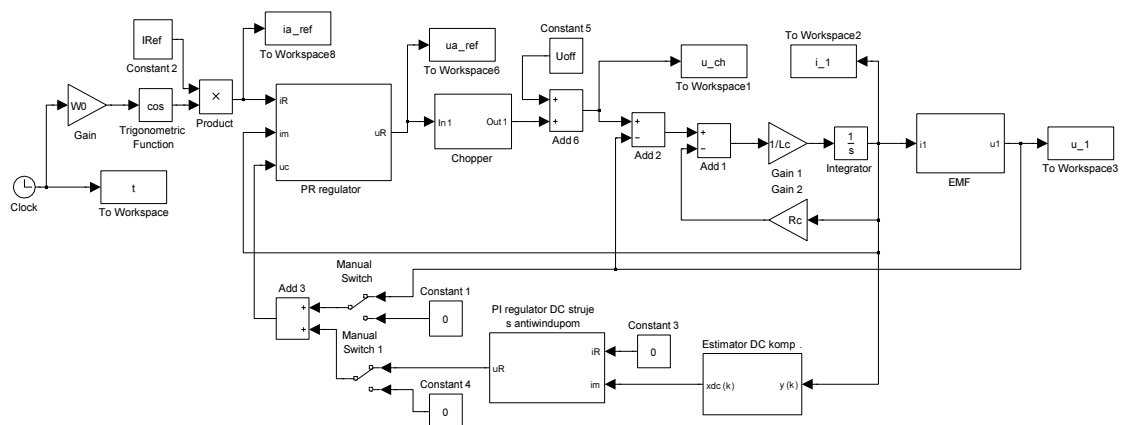 IRef
Constant 2
ia_ref
To Workspace8
W0
Gain
cos
Trigonometric
Function
×
Product
Clock
t
To Workspace
iR
im
uc
uR
PR regulator
ua_ref
To Workspace6
In 1
Out 1
Chopper
Constant 5
Uoff
+
+
Add 6
u_ch
To Workspace1
+
−
Add 2
+
−
Add 1
1/Lc
Gain 1
1
s
Integrator
Gain 2
Rc
To Workspace2
i_1
i1
u1
EMF
u_1
To Workspace3
Add 3
+
+
Manual
Switch
Constant 1
0
Manual
Switch 1
Constant 4
0
PI regulator DC struje
s antiwindupom
uR
iR
im
Constant 3
0
Estimator DC komp .
xdc (k)
y (k)